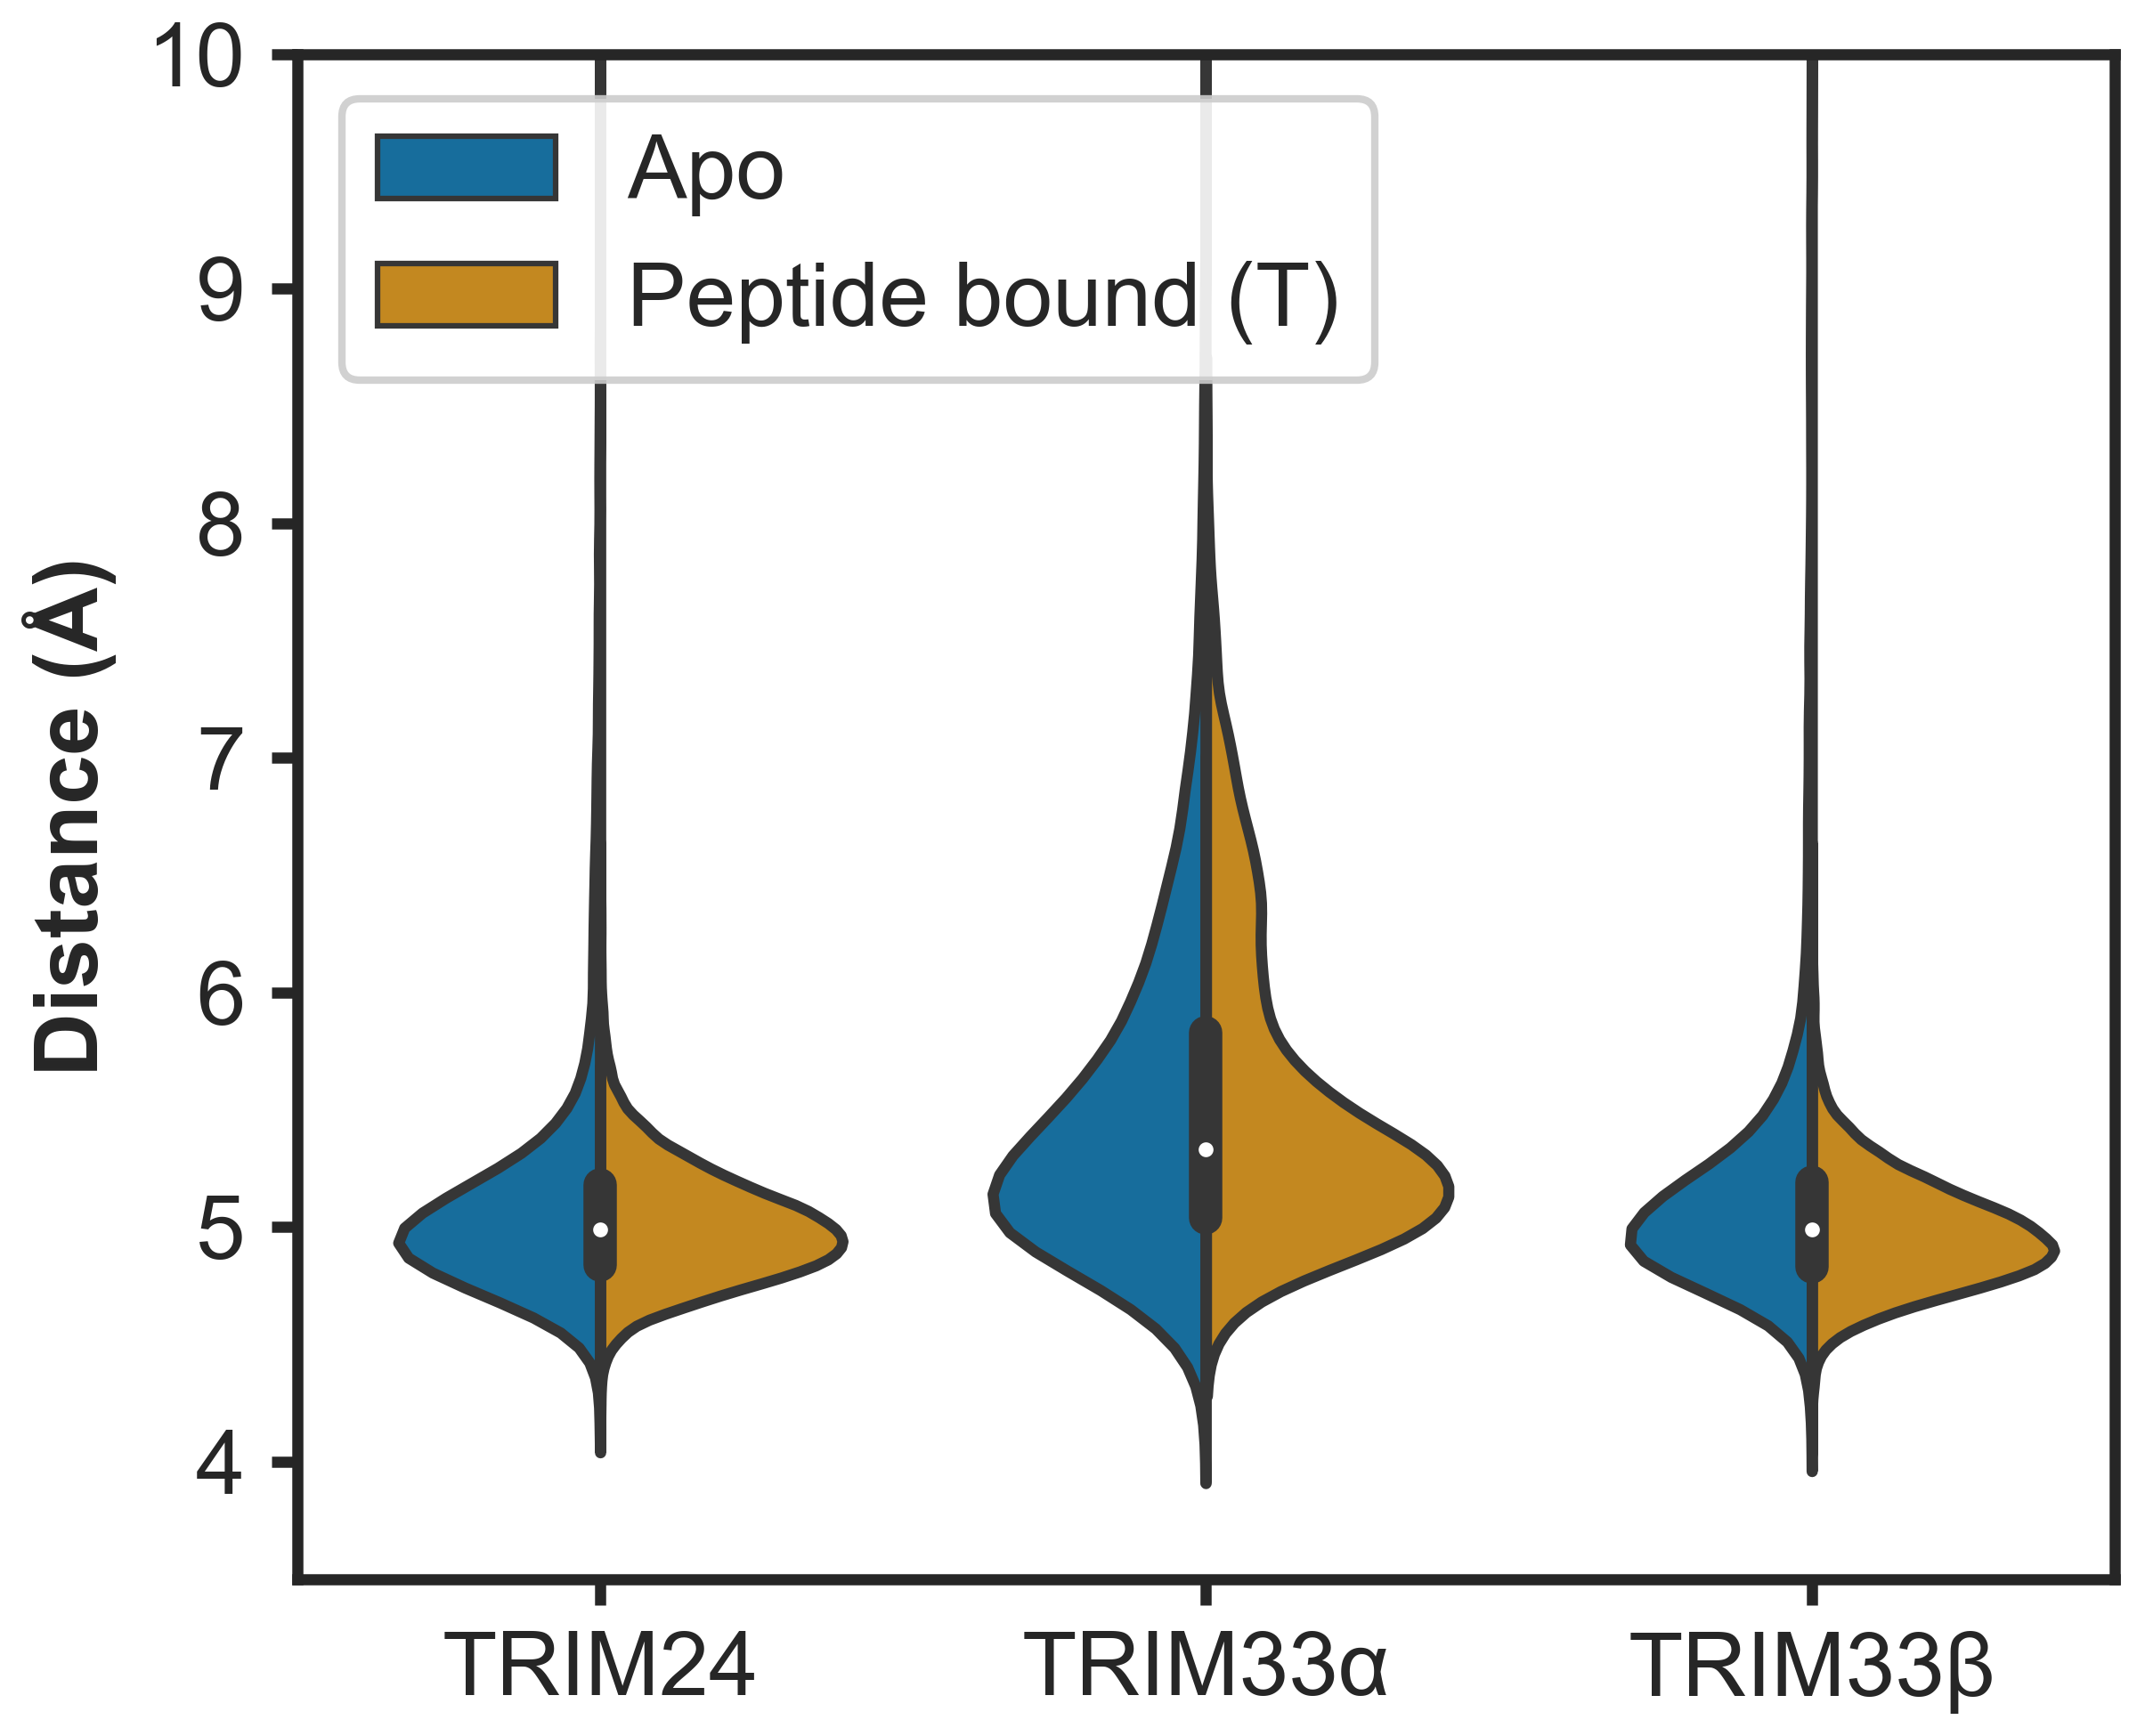 10
9
8
7
6
5
4
Distance (Å)
Apo
Peptide bound (T)
TRIM24
TRIM33α
TRIM33β